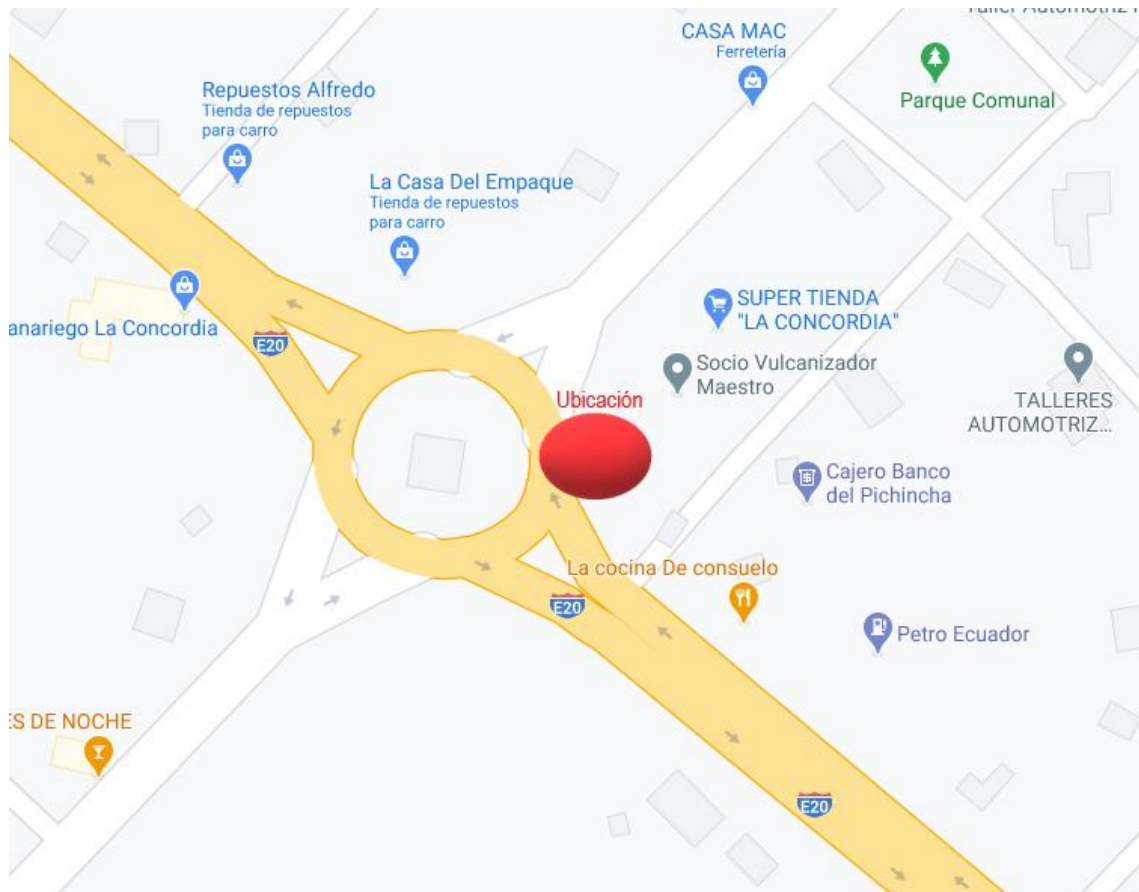 CASA MAC
Ferretería
Parque Comunal
Repuestos Alfredo
Tienda de repuestos
para carro
La Casa Del Empaque
Tienda de repuestos
para carro
anariego La Concordia
E20
SUPER TIENDA
"LA CONCORDIA"
Socio Vulcanizador
Maestro
TALLERES
AUTOMOTRIZ...
Ubicación
Cajero Banco
del Pichincha
La cocina De consuelo
E20
Petro Ecuador
ES DE NOCHE
E20